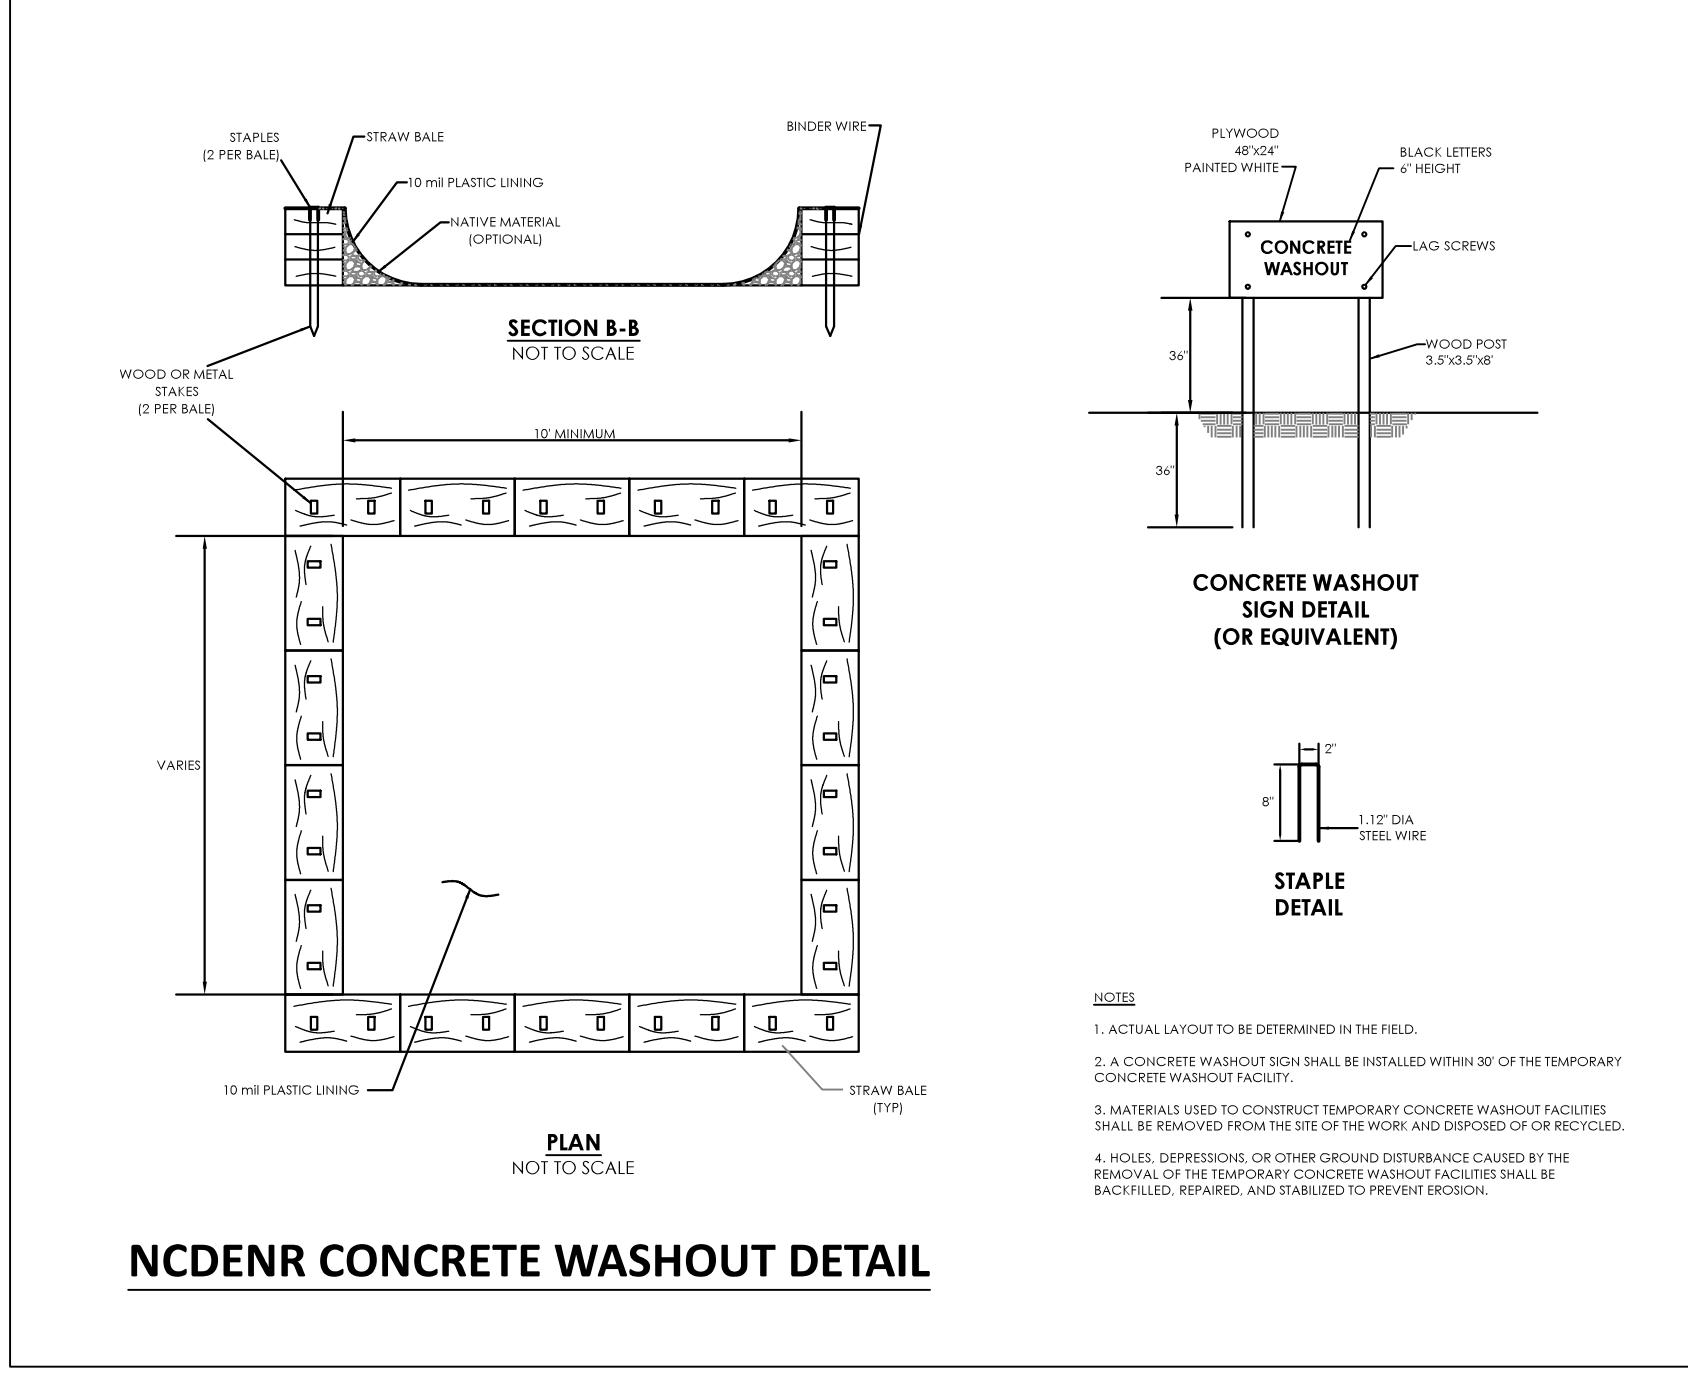 STAPLES
(2 PER BALE)
STRAW BALE
10 mil PLASTIC LINING
NATIVE MATERIAL
(OPTIONAL)
BINDER WIRE
SECTION B-B
NOT TO SCALE
WOOD OR METAL
STAKES
(2 PER BALE)
10' MINIMUM
VARIES
10 mil PLASTIC LINING
STRAW BALE
(TYP)
PLAN
NOT TO SCALE
NCDENR CONCRETE WASHOUT DETAIL
PLYWOOD
48"x24"
PAINTED WHITE
BLACK LETTERS
6" HEIGHT
CONCRETE
WASHOUT
LAG SCREWS
36"
WOOD POST
3.5"x3.5"x8'
36"
CONCRETE WASHOUT
SIGN DETAIL
(OR EQUIVALENT)
2"
8"
1.12" DIA
STEEL WIRE
STAPLE
DETAIL
NOTES
1. ACTUAL LAYOUT TO BE DETERMINED IN THE FIELD.
2. A CONCRETE WASHOUT SIGN SHALL BE INSTALLED WITHIN 30' OF THE TEMPORARY
CONCRETE WASHOUT FACILITY.
3. MATERIALS USED TO CONSTRUCT TEMPORARY CONCRETE WASHOUT FACILITIES
SHALL BE REMOVED FROM THE SITE OF THE WORK AND DISPOSED OF OR RECYCLED.
4. HOLES, DEPRESSIONS, OR OTHER GROUND DISTURBANCE CAUSED BY THE
REMOVAL OF THE TEMPORARY CONCRETE WASHOUT FACILITIES SHALL BE
BACKFILLED, REPAIRED, AND STABILIZED TO PREVENT EROSION.